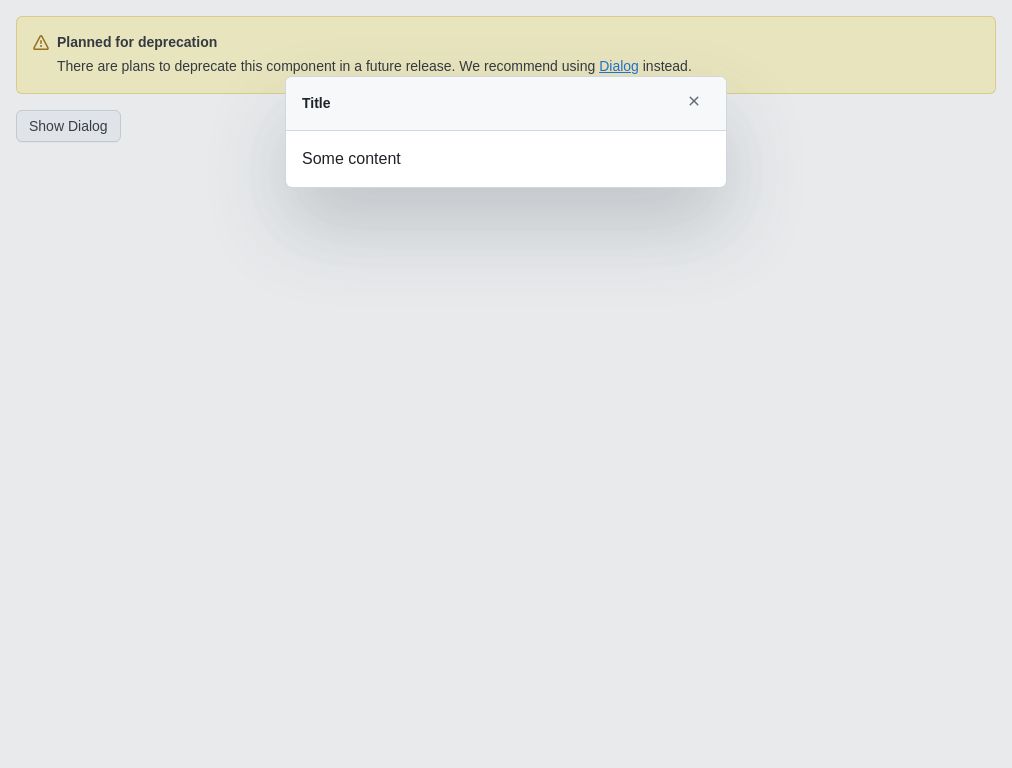 Planned for deprecation
There are plans to deprecate this component in a future release. We recommend using Dialog instead.
Title
Show Dialog
Some content